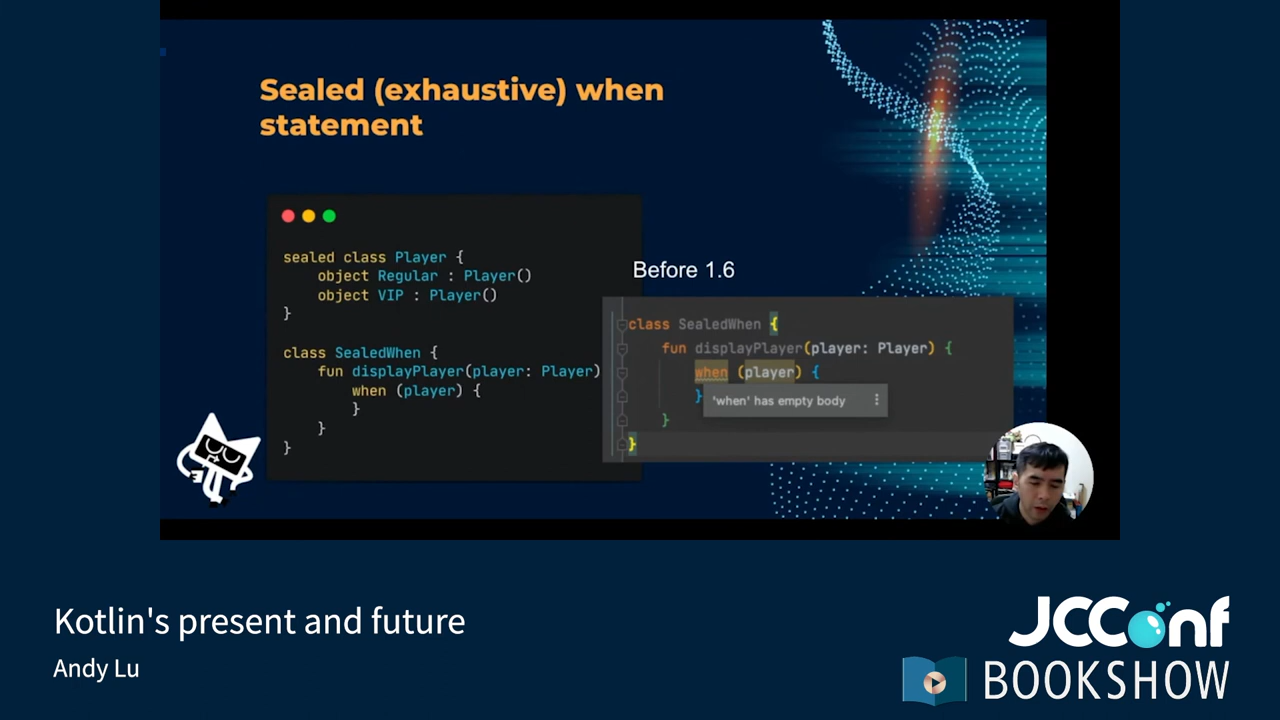 Sealed (exhaustive) when
statement
sealed class Player {
    object Regular : Player()
    object VIP : Player()
}
class SealedWhen {
    fun displayPlayer(player: Player)
        when (player) {
        }
    }
}
Before 1.6
class SealedWhen {
    fun displayPlayer(player: Player) {
        when (player) {
        }
'when' has empty body
    }
}
Kotlin's present and future
Andy Lu
JCConf
BOOKSHOW